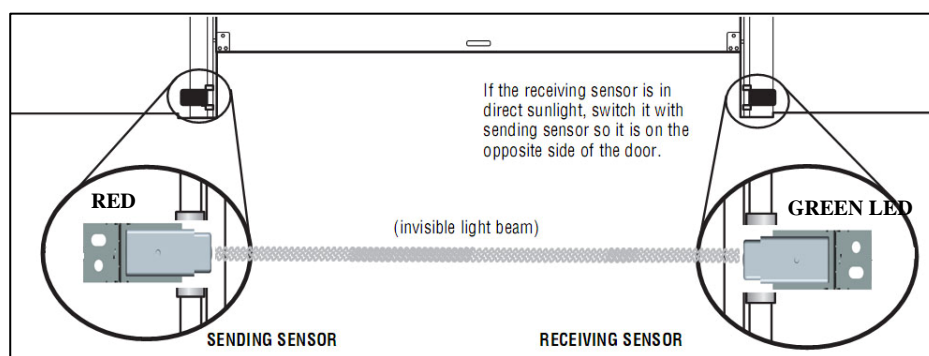 If the receiving sensor is in
direct sunlight, switch it with
sending sensor so it is on the
opposite side of the door.
RED
GREEN LED
(invisible light beam)
SENDING SENSOR
RECEIVING SENSOR